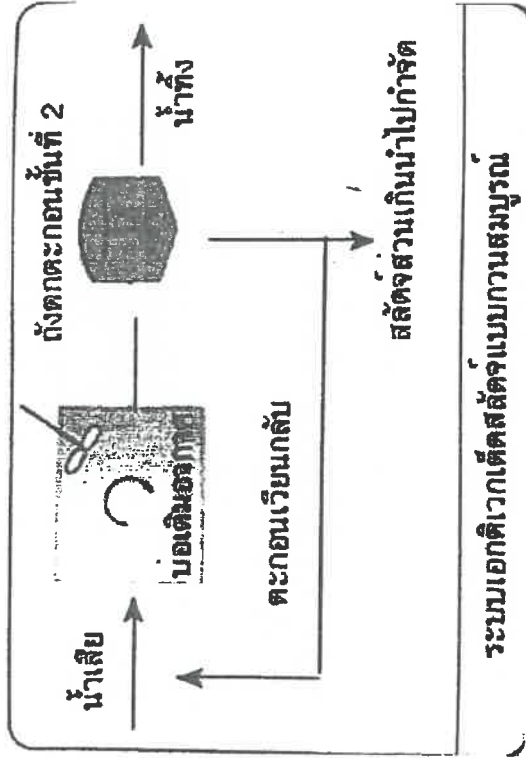 น้ำเสีย
บ่อเติมอากาศ
ถังตกตะกอนขั้นที่ 2
น้ำทิ้ง
ตะกอนเวียนกลับ
สลัดจ์ส่วนเกินนำไปกำจัด
ระบบเอกติเวกเต็ดสลัดจ์แบบกวนสมบูรณ์